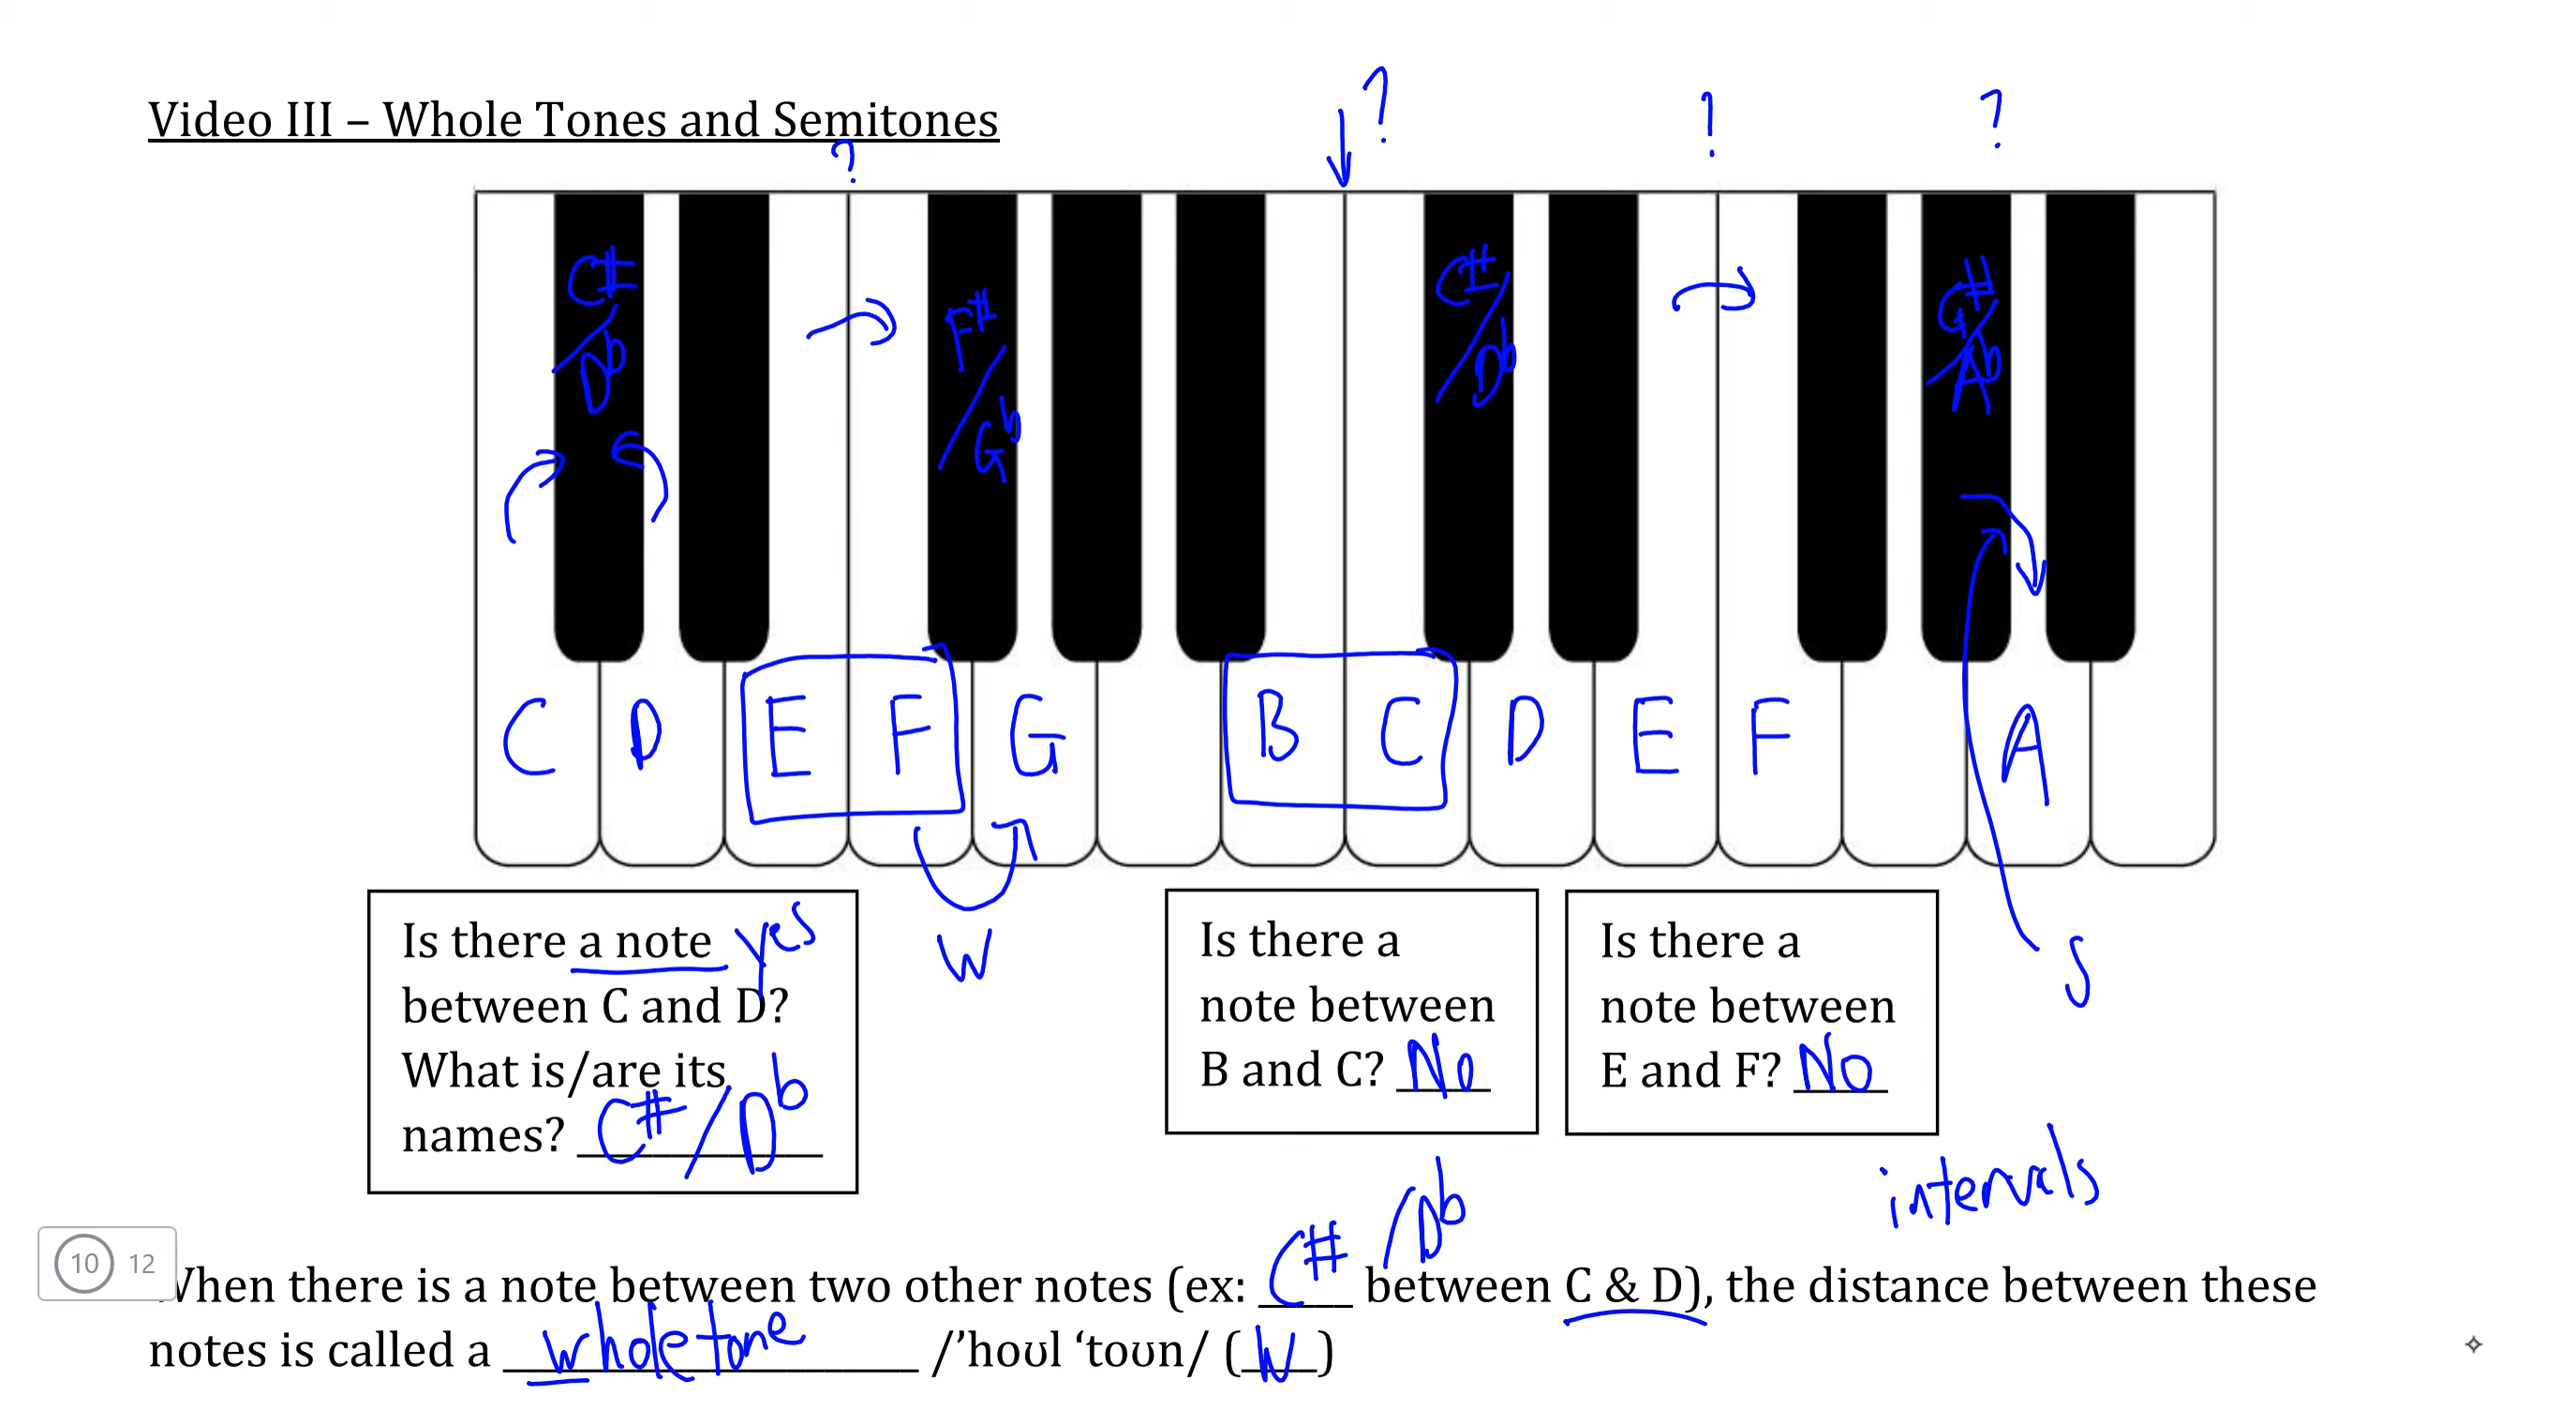 ?
? ! ?
Video III – Whole Tones and Semitones
?
C# /Db F# /Gb C# /Db G# /Ab
C D E F G B C D E F A
W S
Is there a note yes
between C and D?
What is/are its
names? C#/Db
Is there a
note between
B and C? No
Is there a
note between
E and F? No
intervals
10 12
When there is a note between two other notes (ex: C# /Db between C & D), the distance between these
notes is called a whole tone /’hoʊl ‘toʊn/ (W)